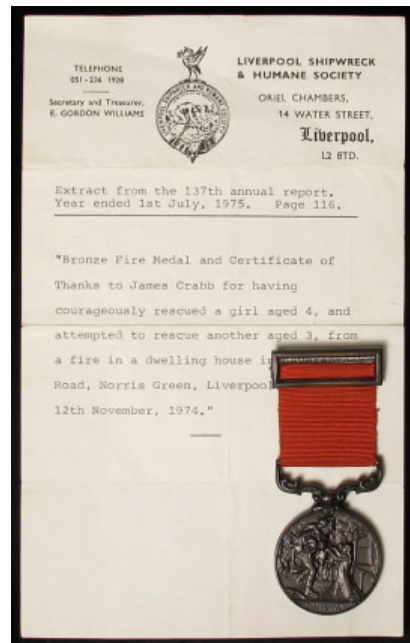 TELEPHONE
051 - 236 1928
Secretary and Treasurer,
E. GORDON WILLIAMS
LIVERPOOL SHIPWRECK
& HUMANE SOCIETY
ORIEL CHAMBERS,
14 WATER STREET,
Liverpool,
L2 8TD.
Extract from the 137th annual report.
Year ended 1st July, 1975. Page 116.
"Bronze Fire Medal and Certificate of
Thanks to James Crabb for having
courageously rescued a girl aged 4, and
attempted to rescue another aged 3, from
a fire in a dwelling house in
Road, Norris Green, Liverpool
12th November, 1974."